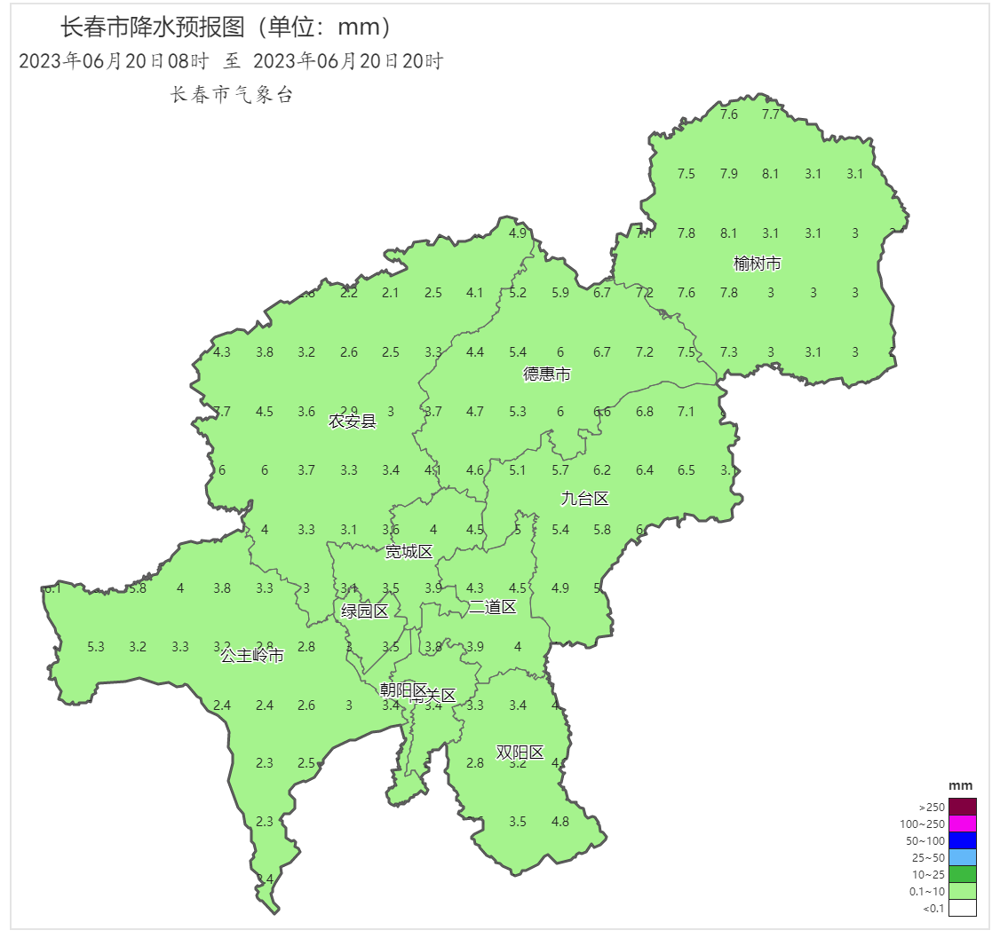 长春市降水预报图（单位：mm）
2023年06月20日08时 至 2023年06月20日20时
长春市气象台
7.6 7.7
7.5 7.9 8.1 3.1 3.1
4.9 7.1 7.8 8.1 3.1 3.1 3
榆树市
2.2 2.1 2.5 4.1 5.2 5.9 6.7 7.2 7.6 7.8 3 3 3
4.3 3.8 3.2 2.6 2.5 3.3 4.4 5.4 6 6.7 7.2 7.5 7.3 3 3.1 3
德惠市
7.7 4.5 3.6 2.9 3 3.7 4.7 5.3 6 6.6 6.8 7.1
农安县
6 6 3.7 3.3 3.4 4.1 4.6 5.1 5.7 6.2 6.4 6.5
九台区
4 3.3 3.1 3.6 4 4.5 5 5.4 5.8
宽城区
6.1 5.8 4 3.8 3.3 3 3.1 3.5 3.9 4.3 4.5 4.9
二道区
绿园区
5.3 3.2 3.3 3.2 2.8 2.8 3 3.5 3.8 3.9 4
公主岭市
朝阳区 南关区
2.4 2.4 2.6 3 3.4 3.4 3.3 3.4
双阳区
2.3 2.5 2.8 3.2
2.3 3.5 4.8
mm
>250
100~250
50~100
25~50
10~25
0.1~10
<0.1